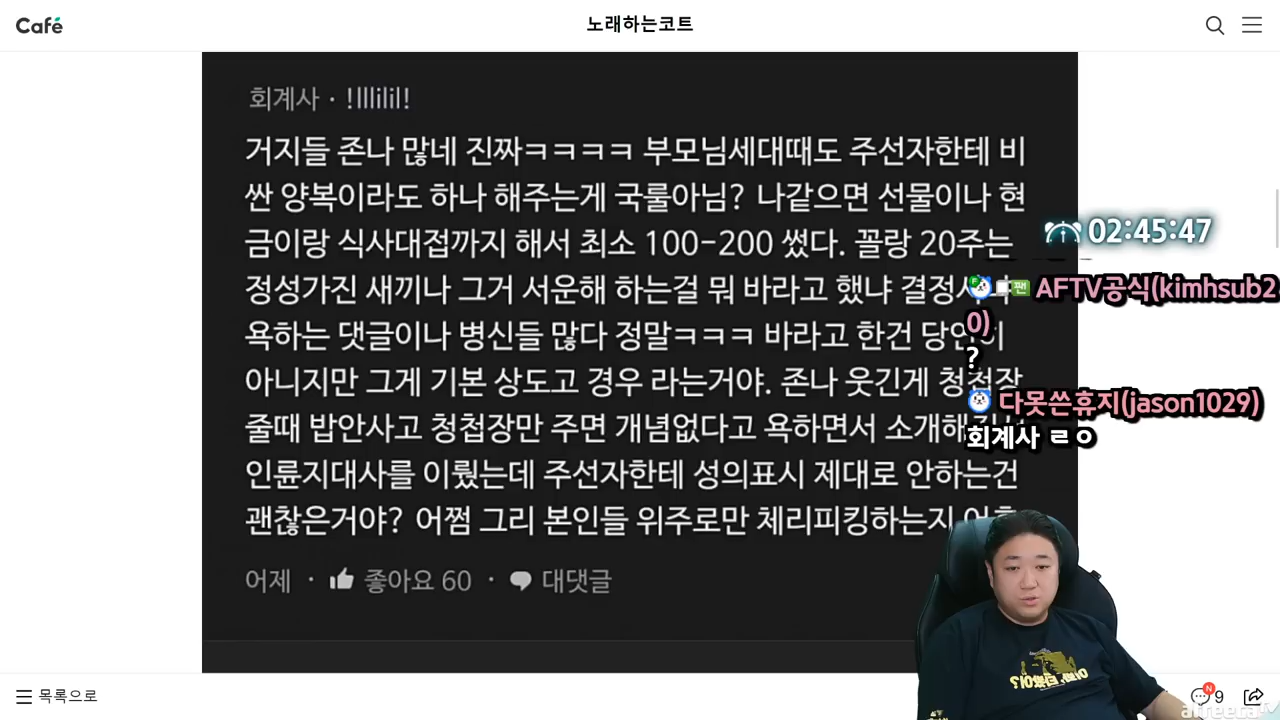 Café
노래하는코트
회계사 · !lllilil!
거지들 존나 많네 진짜ㅋㅋㅋㅋ 부모님세대때도 주선자한테 비
싼 양복이라도 하나 해주는게 국룰아님? 나같으면 선물이나 현
금이랑 식사대접까지 해서 최소 100-200 썼다. 꼴랑 20주는
정성가진 새끼나 그거 서운해 하는걸 뭐 바라고 했냐 결정사
욕하는 댓글이나 병신들 많다 정말ㅋㅋㅋ 바라고 한건 당연히
아니지만 그게 기본 상도고 경우 라는거야. 존나 웃긴게 청첩장
줄때 밥안사고 청첩장만 주면 개념없다고 욕하면서
인륜지대사를 이뤘는데 주선자한테 성의표시 제대로 안하는건
괜찮은거야? 어쩜 그리 본인들 위주로만 체리피킹하는지
어제 · 좋아요 60 · 대댓글
02:45:47
팬 AFTV공식(kimhsub2
0)
?
다못쓴휴지(jason1029)
회계사 ㄹㅇ
목록으로
N
9
afreecaTV